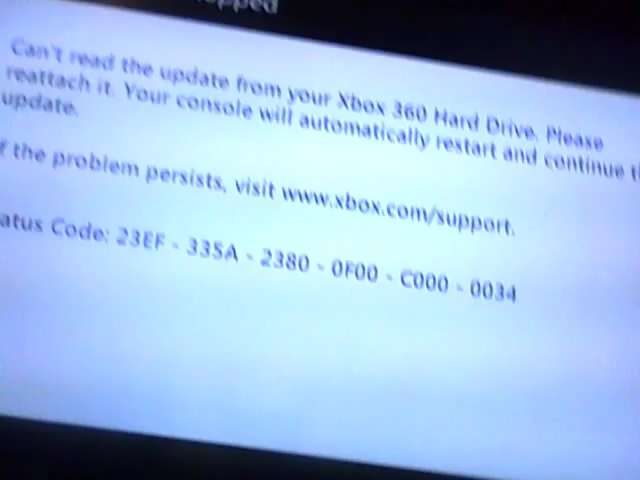 Can't read the update from your Xbox 360 Hard Drive. Please
reattach it. Your console will automatically restart and continue
update.
the problem persists, visit www.xbox.com/support.
Code: 23EF - 335A - 2380 - 0F00 - C000 - 0034